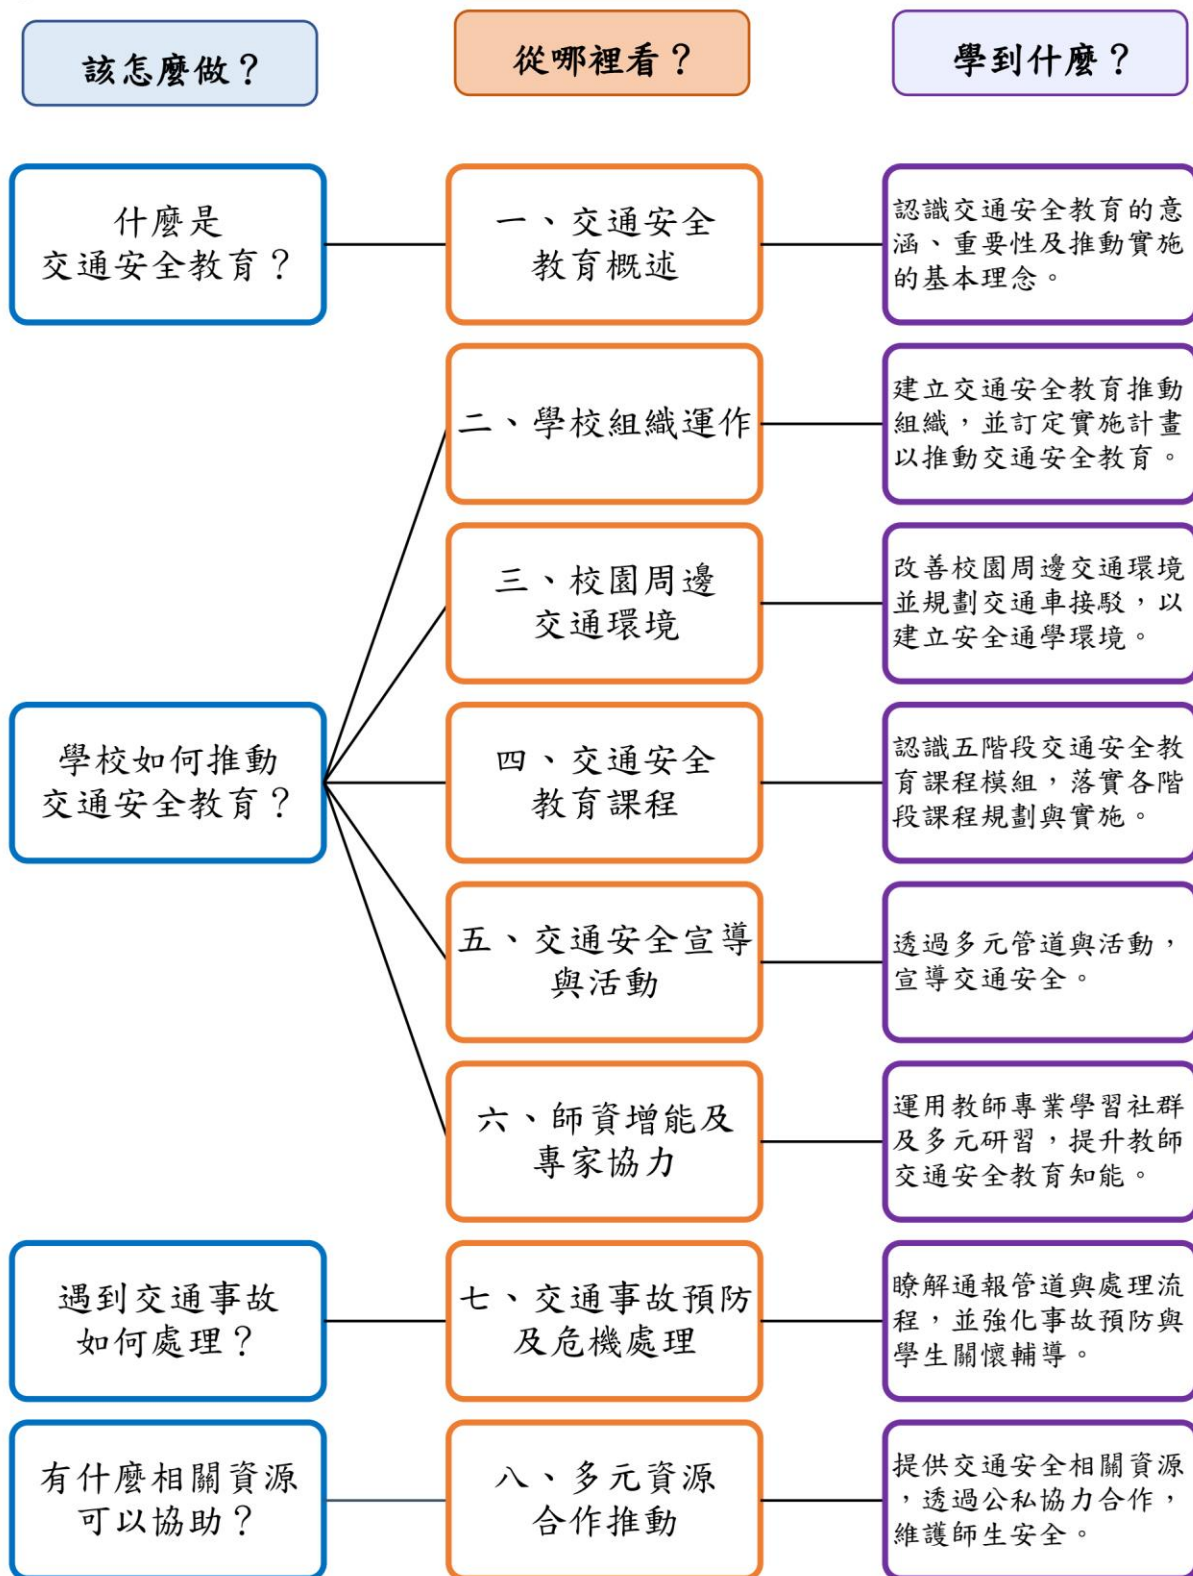 該怎麼做？
從哪裡看？
學到什麼？
什麼是
交通安全教育？
一、交通安全
教育概述
認識交通安全教育的意
涵、重要性及推動實施
的基本理念。
學校如何推動
交通安全教育？
二、學校組織運作
建立交通安全教育推動
組織，並訂定實施計畫
以推動交通安全教育。
三、校園周邊
交通環境
改善校園周邊交通環境
並規劃交通車接駁，以
建立安全通學環境。
四、交通安全
教育課程
認識五階段交通安全教
育課程模組，落實各階
段課程規劃與實施。
五、交通安全宣導
與活動
透過多元管道與活動，
宣導交通安全。
六、師資增能及
專家協力
運用教師專業學習社群
及多元研習，提升教師
交通安全教育知能。
遇到交通事故
如何處理？
七、交通事故預防
及危機處理
瞭解通報管道與處理流
程，並強化事故預防與
學生關懷輔導。
有什麼相關資源
可以協助？
八、多元資源
合作推動
提供交通安全相關資源
，透過公私協力合作，
維護師生安全。